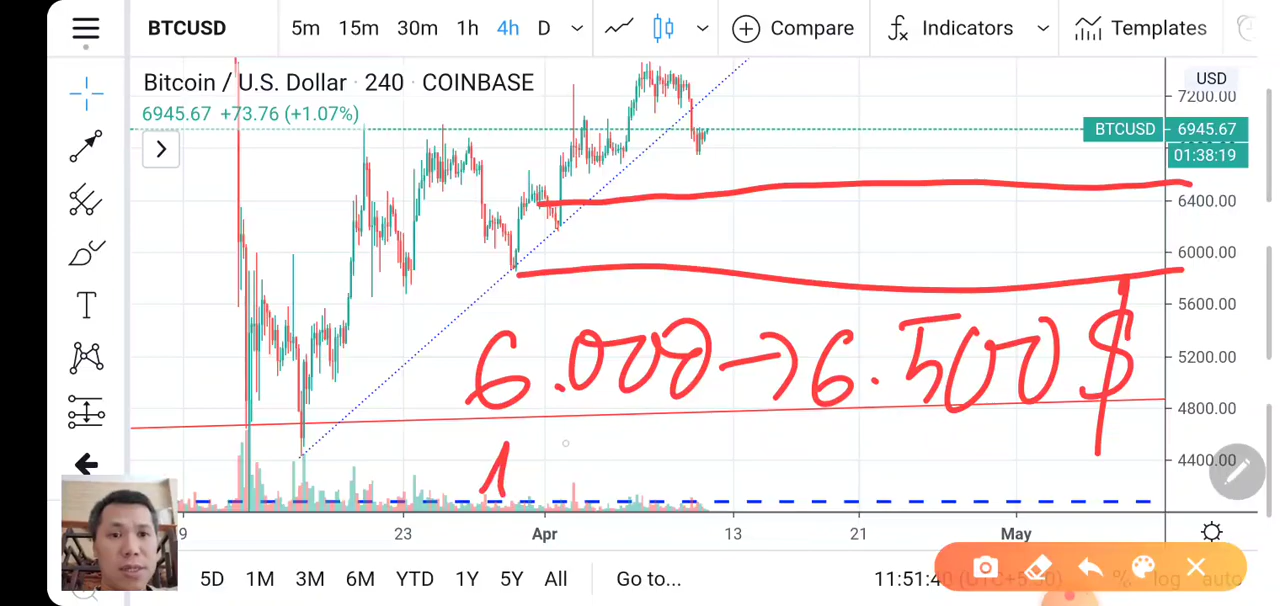 BTCUSD 5m 15m 30m 1h 4h D Compare Indicators Templates
Bitcoin / U.S. Dollar · 240 · COINBASE
USD
6945.67 +73.76 (+1.07%)
7200.00
BTCUSD 6945.67
01:38:19
6400.00
6000.00
5600.00
5200.00
4800.00
4400.00
6.000 → 6.500 $
1
23 Apr 13 21 May
5D 1M 3M 6M YTD 1Y 5Y All Go to... 11:51:40 % log auto